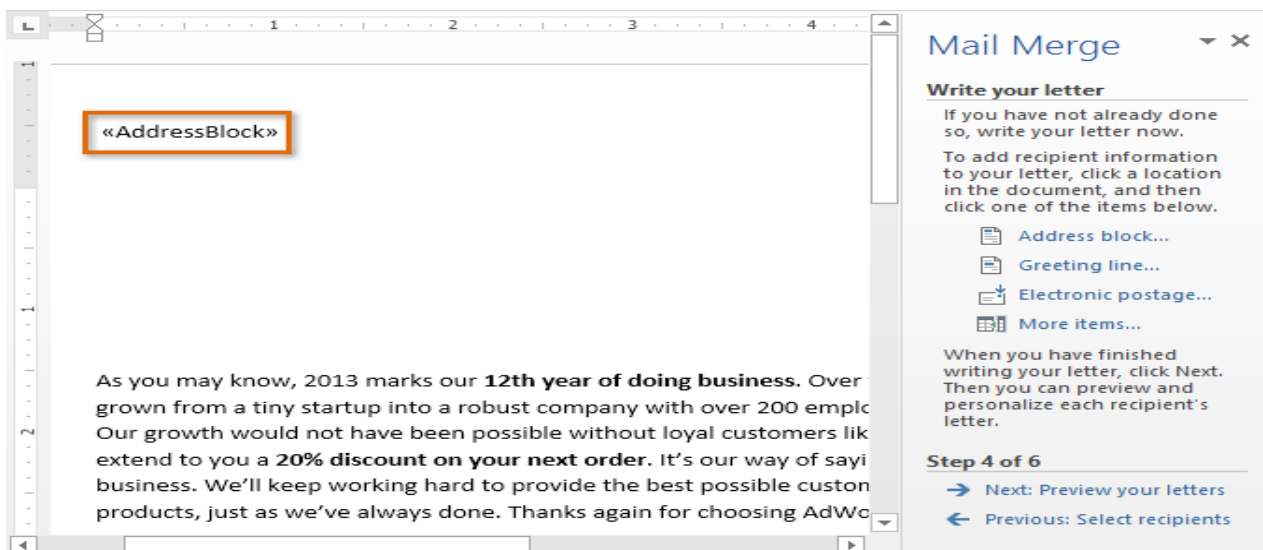 1 2 3 4
«AddressBlock»
As you may know, 2013 marks our 12th year of doing business. Over
grown from a tiny startup into a robust company with over 200
Our growth would not have been possible without loyal customers
extend to you a 20% discount on your next order. It's our way of
business. We'll keep working hard to provide the best possible
products, just as we've always done. Thanks again for choosing
1
1
2
Mail Merge
Write your letter
If you have not already done
so, write your letter now.
To add recipient information
to your letter, click a location
in the document, and then
click one of the items below.
Address block...
Greeting line...
Electronic postage...
More items...
When you have finished
writing your letter, click Next.
Then you can preview and
personalize each recipient's
letter.
Step 4 of 6
Next: Preview your letters
Previous: Select recipients